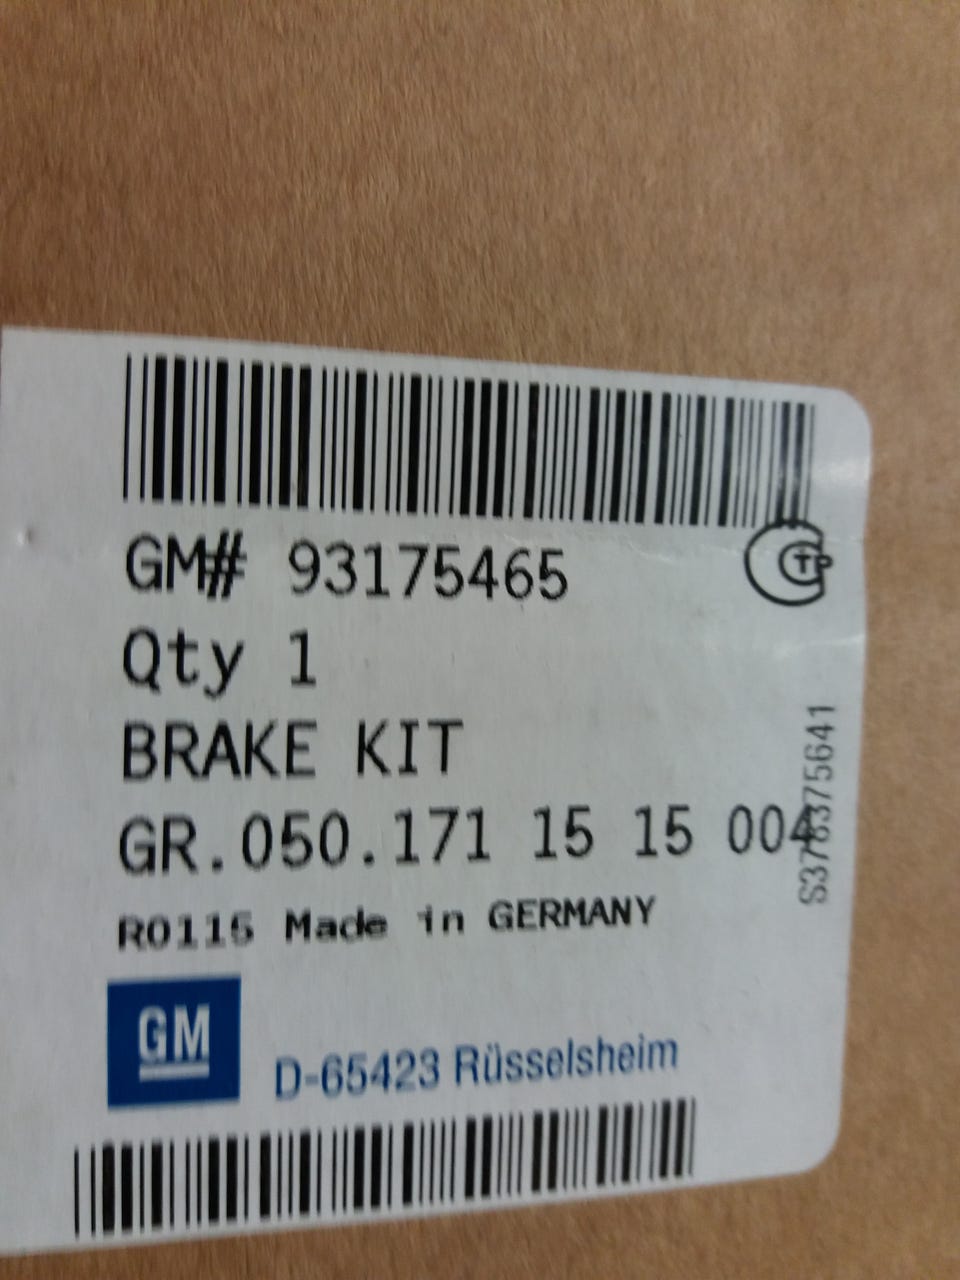 GM# 93175465
Qty 1
BRAKE KIT
GR.050.171 15 15 004
R0115 Made in GERMANY
GM
D-65423 Rüsselsheim